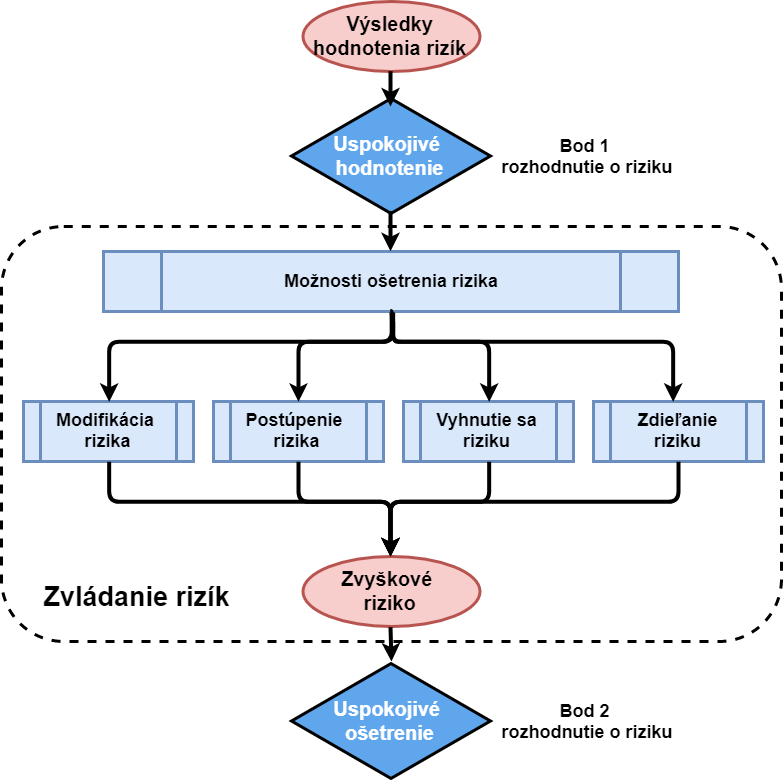 Výsledky
hodnotenia rizík
Uspokojivé
hodnotenie
Bod 1
rozhodnutie o riziku
Možnosti ošetrenia rizika
Modifikácia
rizika
Postúpenie
rizika
Vyhnutie sa
riziku
Zdieľanie
riziku
Zvyškové
riziko
Zvládanie rizík
Uspokojivé
ošetrenie
Bod 2
rozhodnutie o riziku